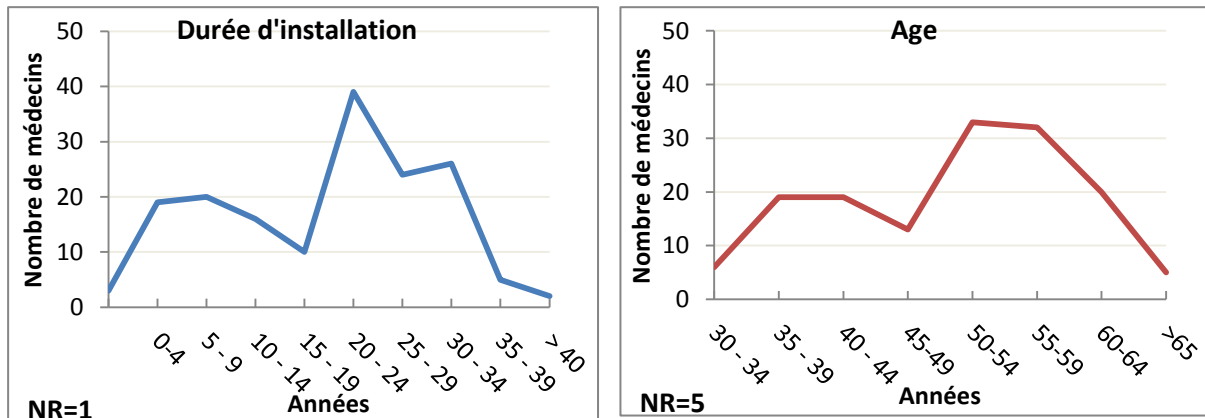 Durée d'installation
Nombre de médecins
50
40
30
20
10
0
0-4
5 - 9
10 - 14
15 - 19
20 - 24
25 - 29
30 - 34
35 - 39
> 40
Années
NR=1
Age
Nombre de médecins
50
40
30
20
10
0
30 - 34
35 - 39
40 - 44
45-49
50-54
55-59
60-64
>65
Années
NR=5